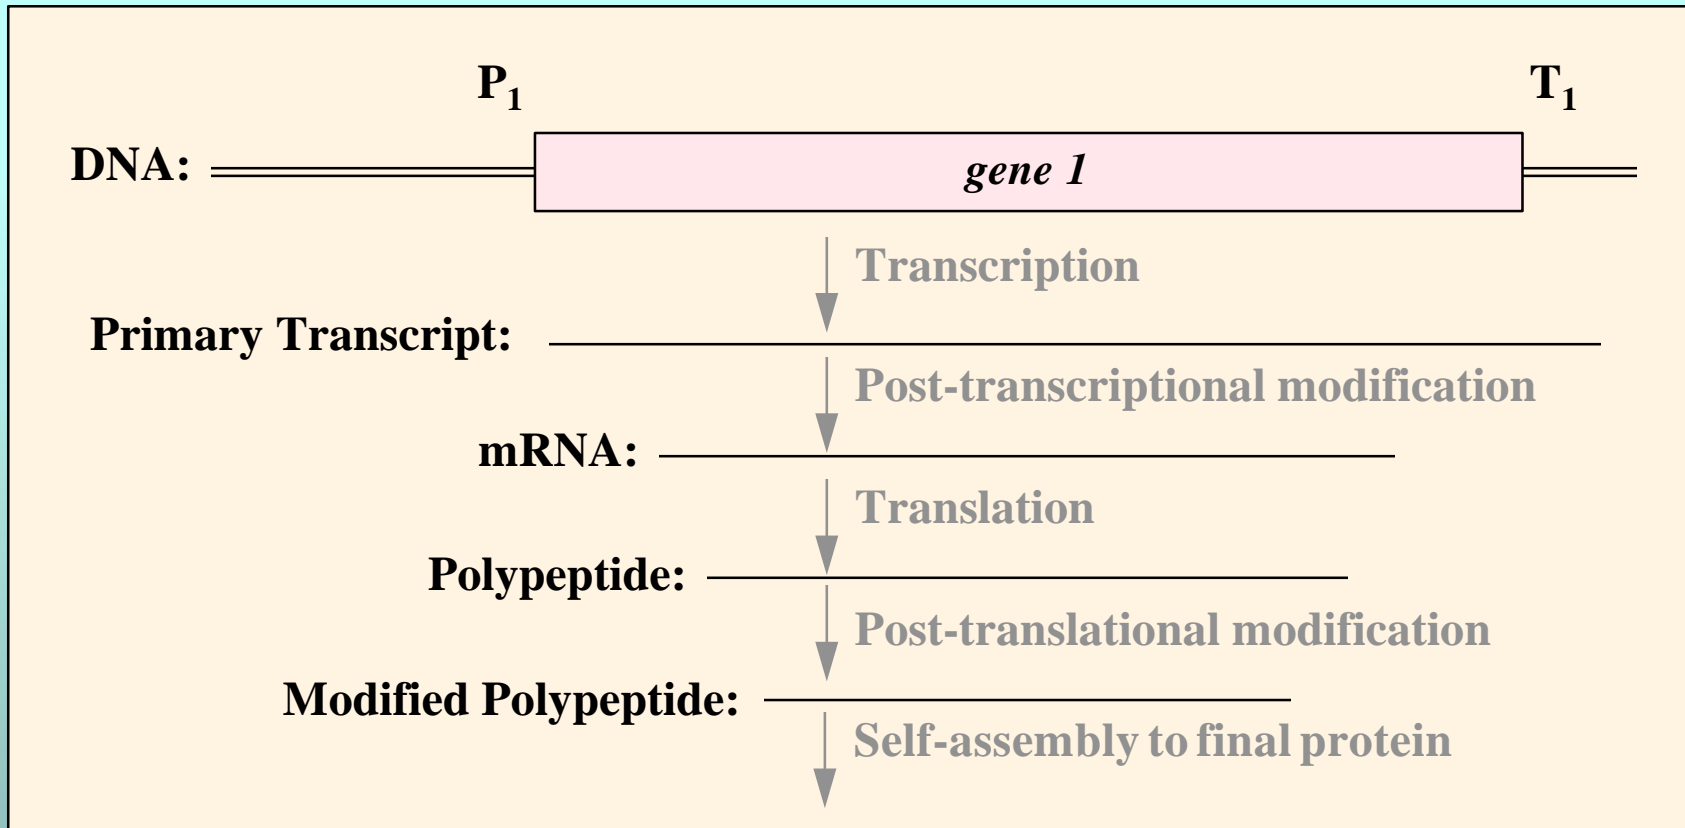 P₁ T₁
DNA: gene 1
Transcription
Primary Transcript:
Post-transcriptional modification
mRNA:
Translation
Polypeptide:
Post-translational modification
Modified Polypeptide:
Self-assembly to final protein